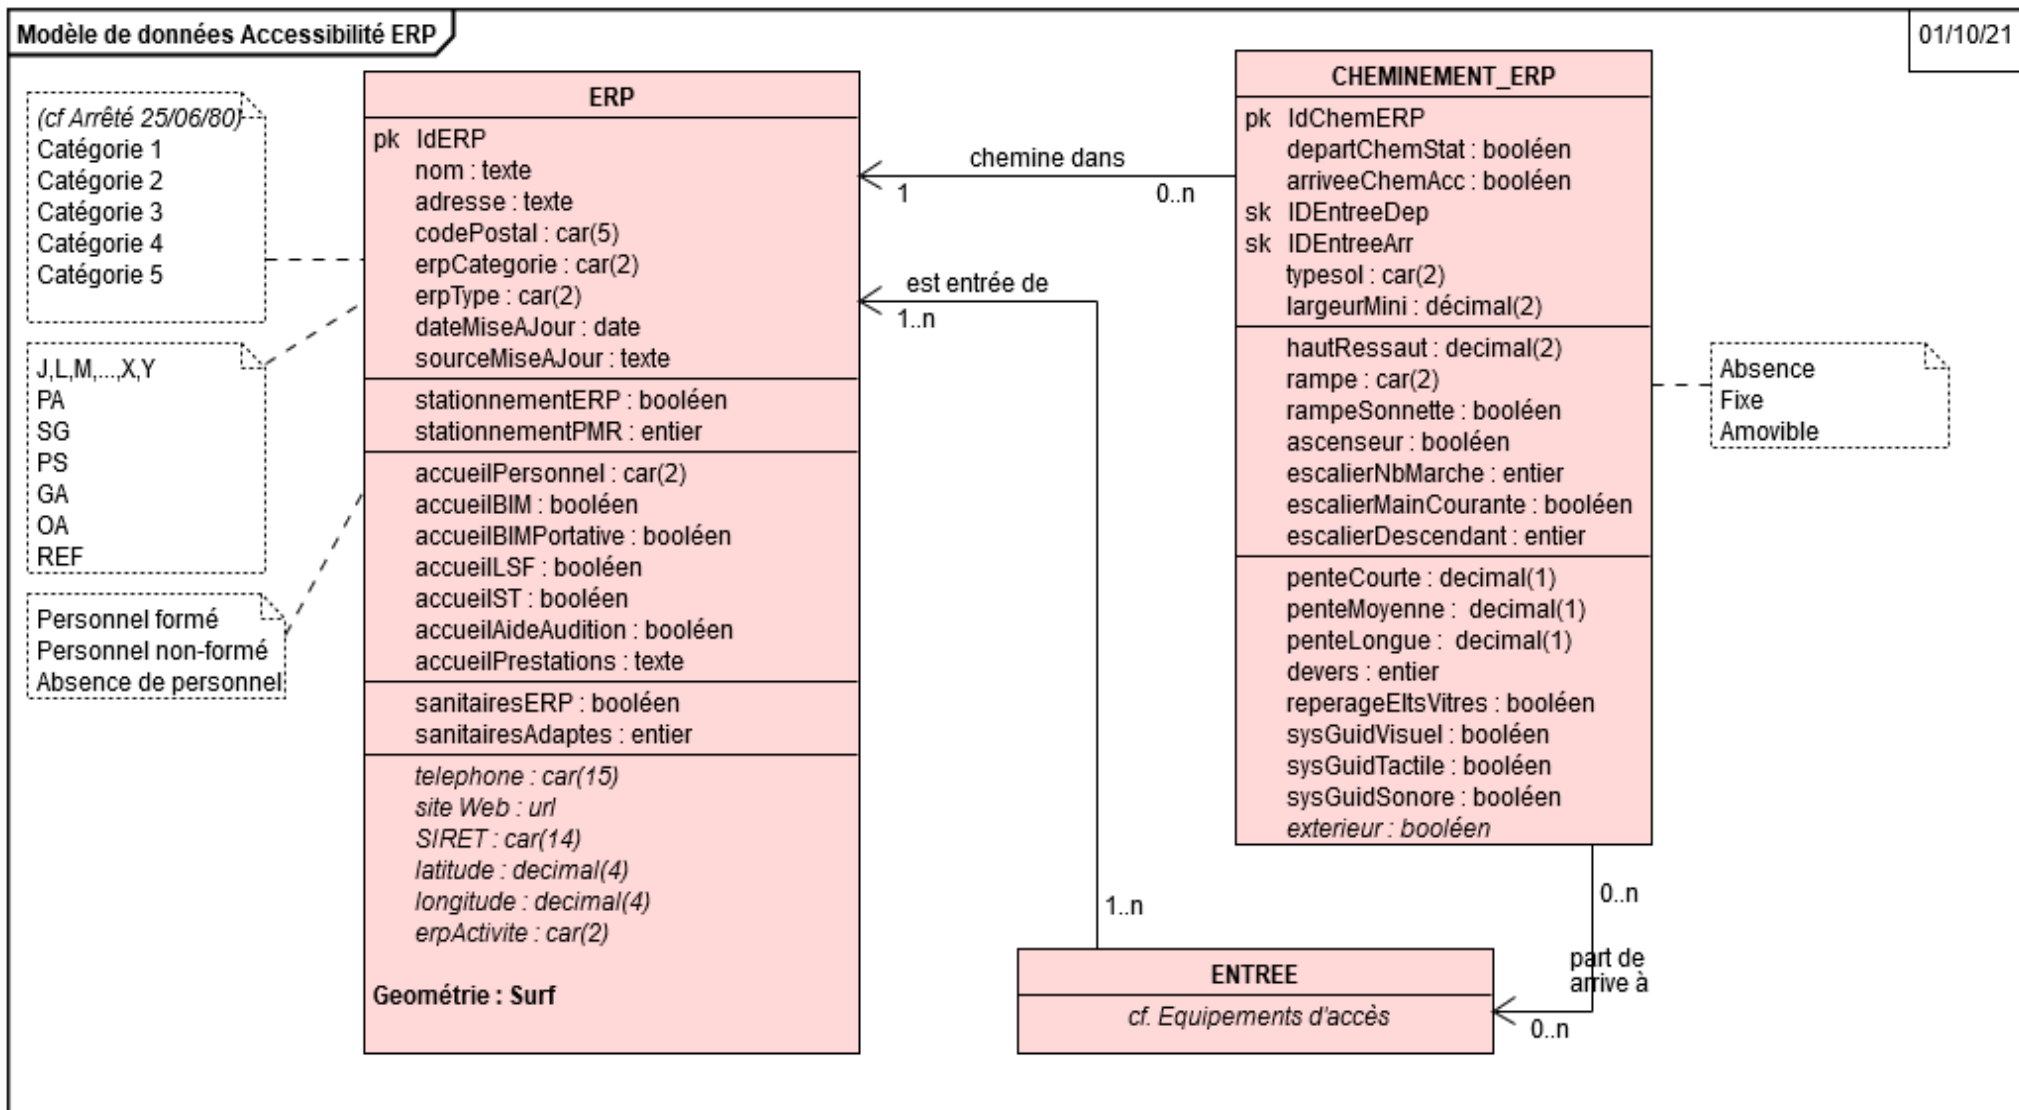 Modèle de données Accessibilité ERP
01/10/21
(cf Arrêté 25/06/80)
Catégorie 1
Catégorie 2
Catégorie 3
Catégorie 4
Catégorie 5
J,L,M,...,X,Y
PA
SG
PS
GA
OA
REF
Personnel formé
Personnel non-formé
Absence de personnel
ERP
pk IdERP
nom : texte
adresse : texte
codePostal : car(5)
erpCategorie : car(2)
erpType : car(2)
dateMiseAJour : date
sourceMiseAJour : texte
stationnementERP : booléen
stationnementPMR : entier
accueilPersonnel : car(2)
accueilBIM : booléen
accueilBIMPortative : booléen
accueilLSF : booléen
accueilST : booléen
accueilAideAudition : booléen
accueilPrestations : texte
sanitairesERP : booléen
sanitairesAdaptes : entier
telephone : car(15)
site Web : url
SIRET : car(14)
latitude : decimal(4)
longitude : decimal(4)
erpActivite : car(2)
Geométrie : Surf
chemine dans
1
0..n
est entrée de
1..n
1..n
CHEMINEMENT_ERP
pk IdChemERP
departChemStat : booléen
arriveeChemAcc : booléen
sk IDEntreeDep
sk IDEntreeArr
typesol : car(2)
largeurMini : décimal(2)
hautRessaut : decimal(2)
rampe : car(2)
rampeSonnette : booléen
ascenseur : booléen
escalierNbMarche : entier
escalierMainCourante : booléen
escalierDescendant : entier
penteCourte : decimal(1)
penteMoyenne : decimal(1)
penteLongue : decimal(1)
devers : entier
reperageEltsVitres : booléen
sysGuidVisuel : booléen
sysGuidTactile : booléen
sysGuidSonore : booléen
exterieur : booléen
Absence
Fixe
Amovible
0..n
part de
arrive à
0..n
ENTREE
cf. Equipements d'accès